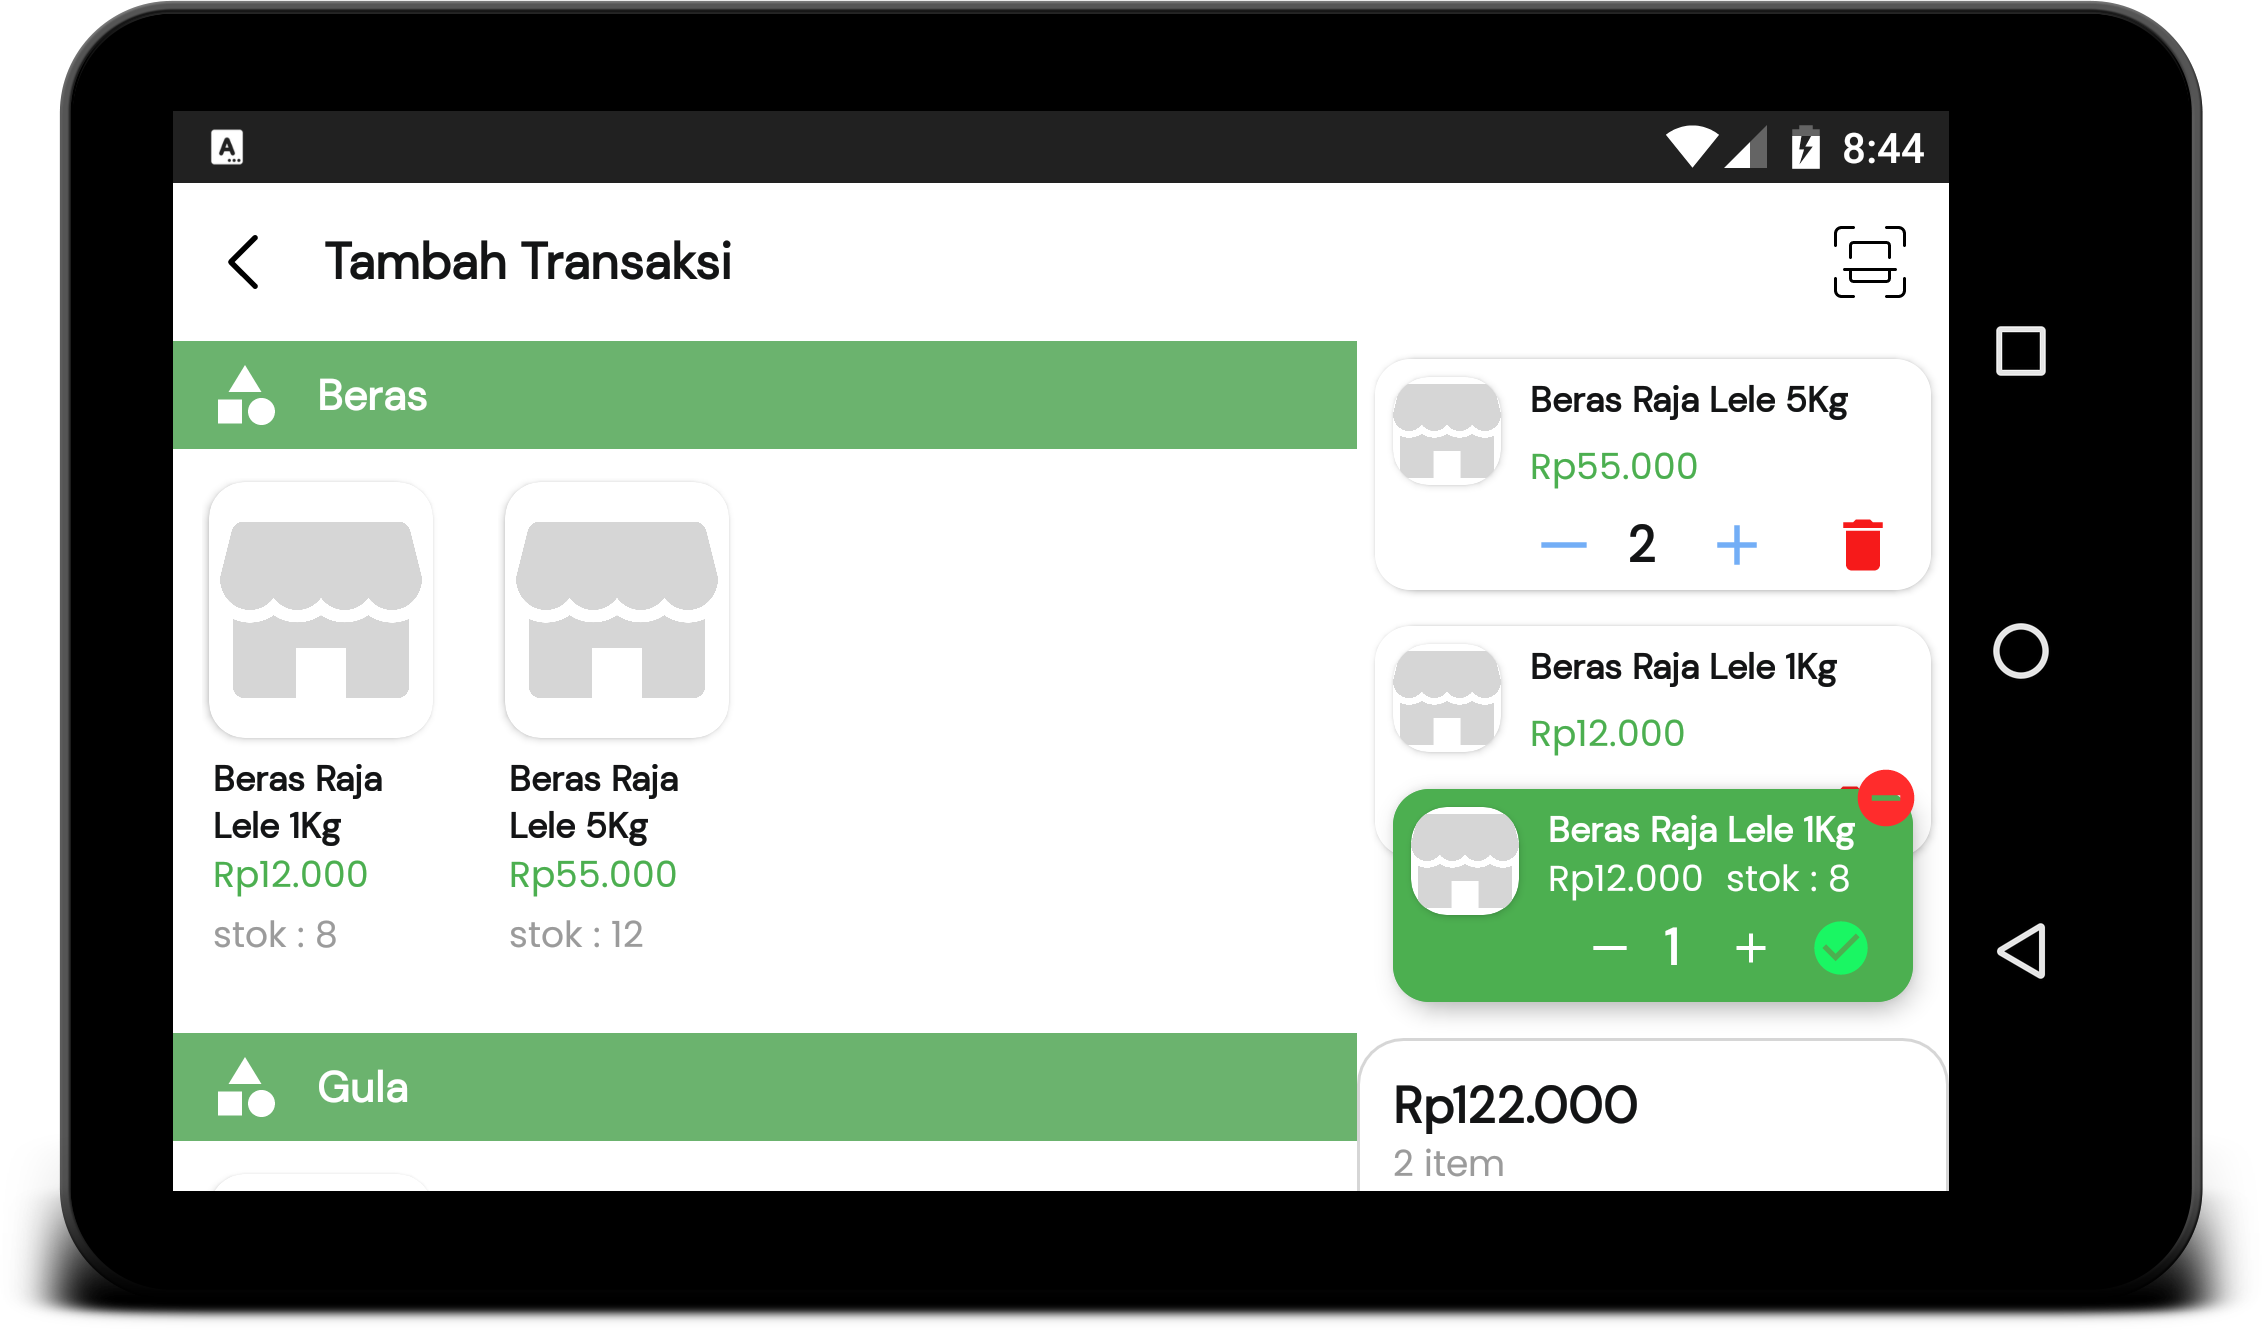 A
8:44
Tambah Transaksi
Beras
Beras Raja
Lele 1Kg
Rp12.000
stok : 8
Beras Raja
Lele 5Kg
Rp55.000
stok : 12
Gula
Beras Raja Lele 5Kg
Rp55.000
2
Beras Raja Lele 1Kg
Rp12.000
Beras Raja Lele 1Kg
Rp12.000 stok : 8
1
Rp122.000
2 item